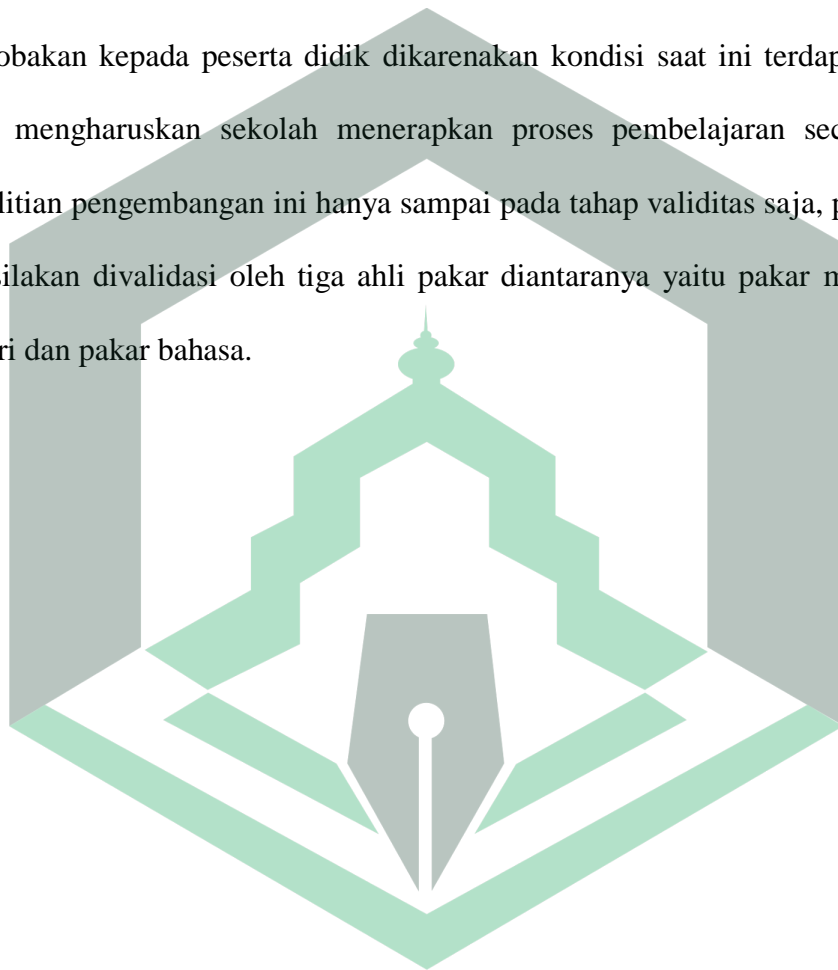 obakan kepada peserta didik dikarenakan kondisi saat ini terdap
mengharuskan sekolah menerapkan proses pembelajaran sec
litian pengembangan ini hanya sampai pada tahap validitas saja, p
silakan divalidasi oleh tiga ahli pakar diantaranya yaitu pakar m
ri dan pakar bahasa.